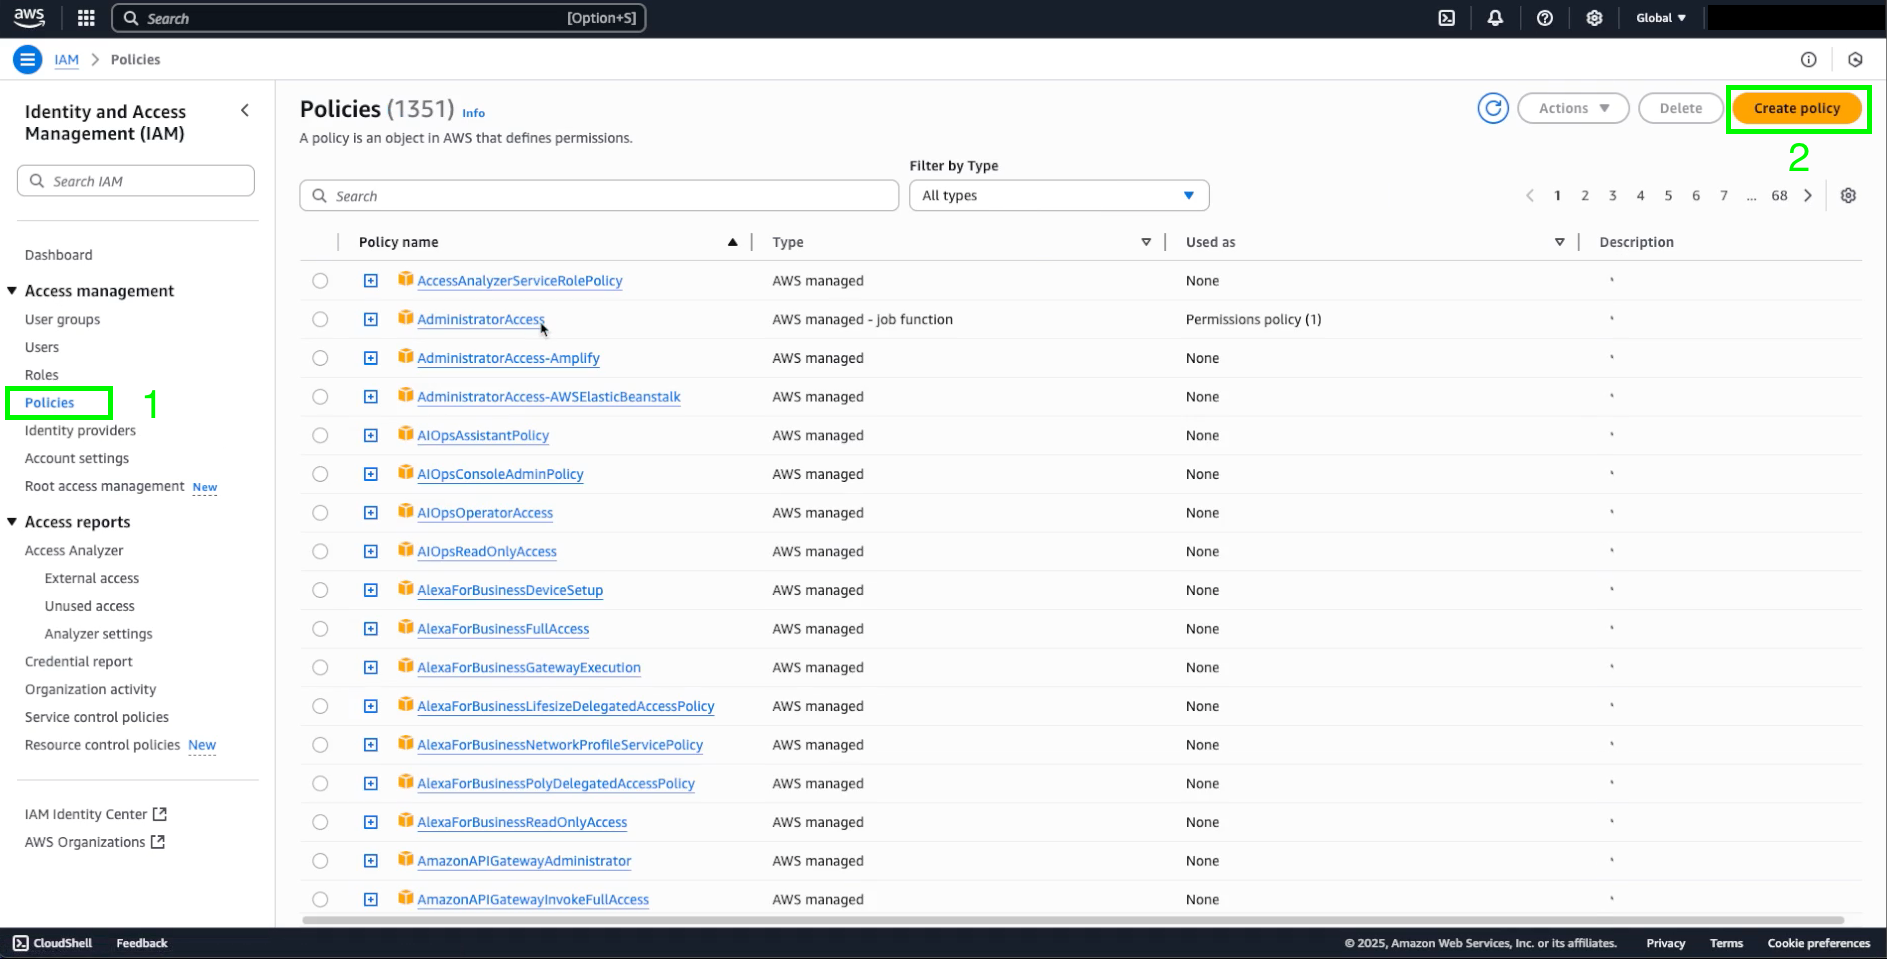 aws Search [Option+S] Global
IAM > Policies
Identity and Access
Management (IAM)
Search IAM
Dashboard
Access management
User groups
Users
Roles
Policies 1
Identity providers
Account settings
Root access management New
Access reports
Access Analyzer
External access
Unused access
Analyzer settings
Credential report
Organization activity
Service control policies
Resource control policies New
IAM Identity Center
AWS Organizations
Policies (1351) Info
A policy is an object in AWS that defines permissions.
Actions Delete Create policy
2
Filter by Type
Search All types 1 2 3 4 5 6 7 ... 68
Policy name Type Used as Description
AccessAnalyzerServiceRolePolicy AWS managed None
AdministratorAccess AWS managed - job function Permissions policy (1)
AdministratorAccess-Amplify AWS managed None
AdministratorAccess-AWSElasticBeanstalk AWS managed None
AIOpsAssistantPolicy AWS managed None
AIOpsConsoleAdminPolicy AWS managed None
AIOpsOperatorAccess AWS managed None
AIOpsReadOnlyAccess AWS managed None
AlexaForBusinessDeviceSetup AWS managed None
AlexaForBusinessFullAccess AWS managed None
AlexaForBusinessGatewayExecution AWS managed None
AlexaForBusinessLifesizeDelegatedAccessPolicy AWS managed None
AlexaForBusinessNetworkProfileServicePolicy AWS managed None
AlexaForBusinessPolyDelegatedAccessPolicy AWS managed None
AlexaForBusinessReadOnlyAccess AWS managed None
AmazonAPIGatewayAdministrator AWS managed None
AmazonAPIGatewayInvokeFullAccess AWS managed None
CloudShell Feedback © 2025, Amazon Web Services, Inc. or its affiliates. Privacy Terms Cookie preferences